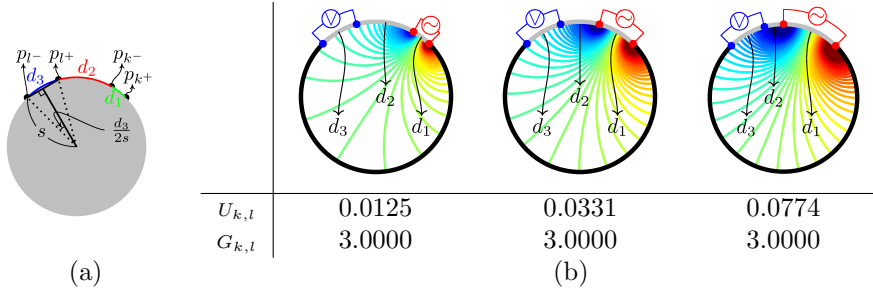 p_{l^-} p_{l^+} p_{k^-}
p_{k^+}
d_3 d_2 d_1
s \frac{d_3}{2s}
(a)
V ~ V ~ V ~
d_3 d_2 d_1 d_3 d_2 d_1 d_3 d_2 d_1
U_{k,l} 0.0125 0.0331 0.0774
G_{k,l} 3.0000 3.0000 3.0000
(b)